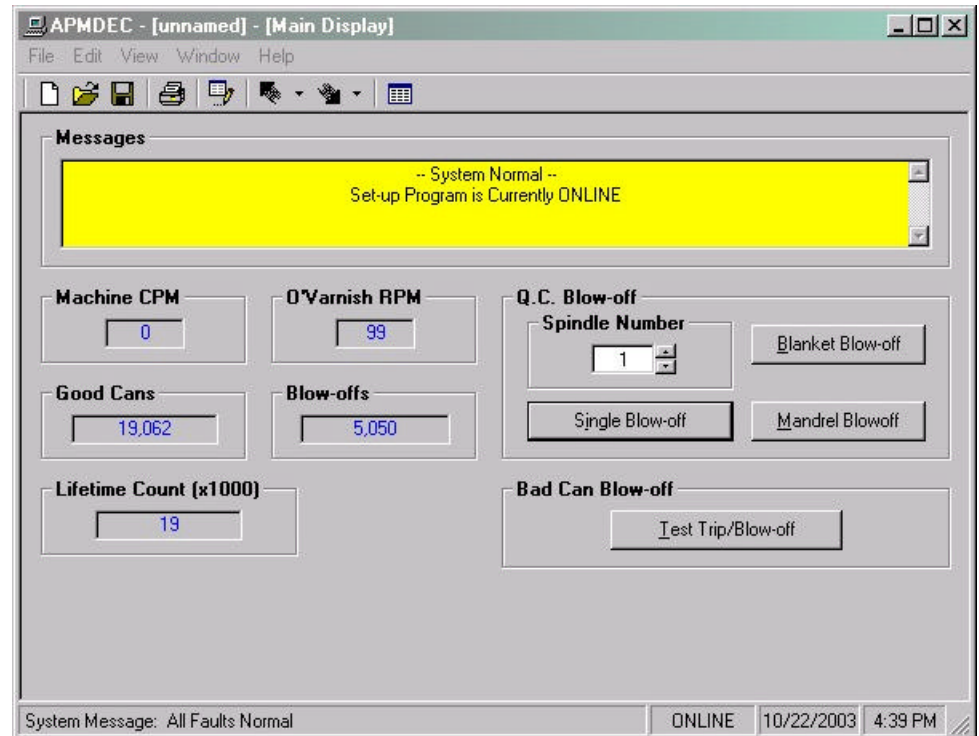 APMDEC - [unnamed] - [Main Display]
File Edit View Window Help
Messages
-- System Normal --
Set-up Program is Currently ONLINE
Machine CPM
0
O'Varnish RPM
99
Q.C. Blow-off
Spindle Number
1
Blanket Blow-off
Good Cans
19,062
Blow-offs
5,050
Single Blow-off
Mandrel Blowoff
Lifetime Count (x1000)
19
Bad Can Blow-off
Test Trip/Blow-off
System Message: All Faults Normal
ONLINE
10/22/2003
4:39 PM